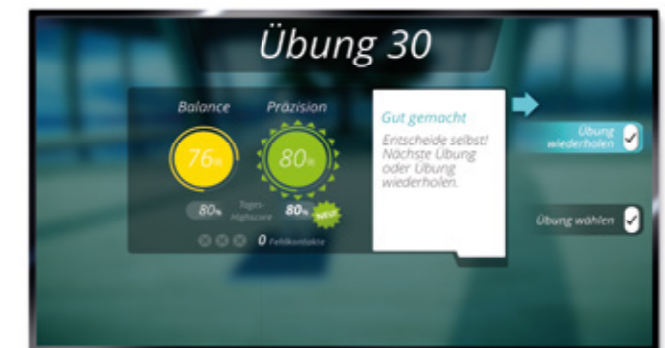 Übung 30
Balance Präzision
76%
80%
80% Tages-Highscore 80% NEU!
0 Fehlkontakte
Gut gemacht
Entscheide selbst!
Nächste Übung
oder Übung
wiederholen.
Übung
wiederholen
Übung wählen